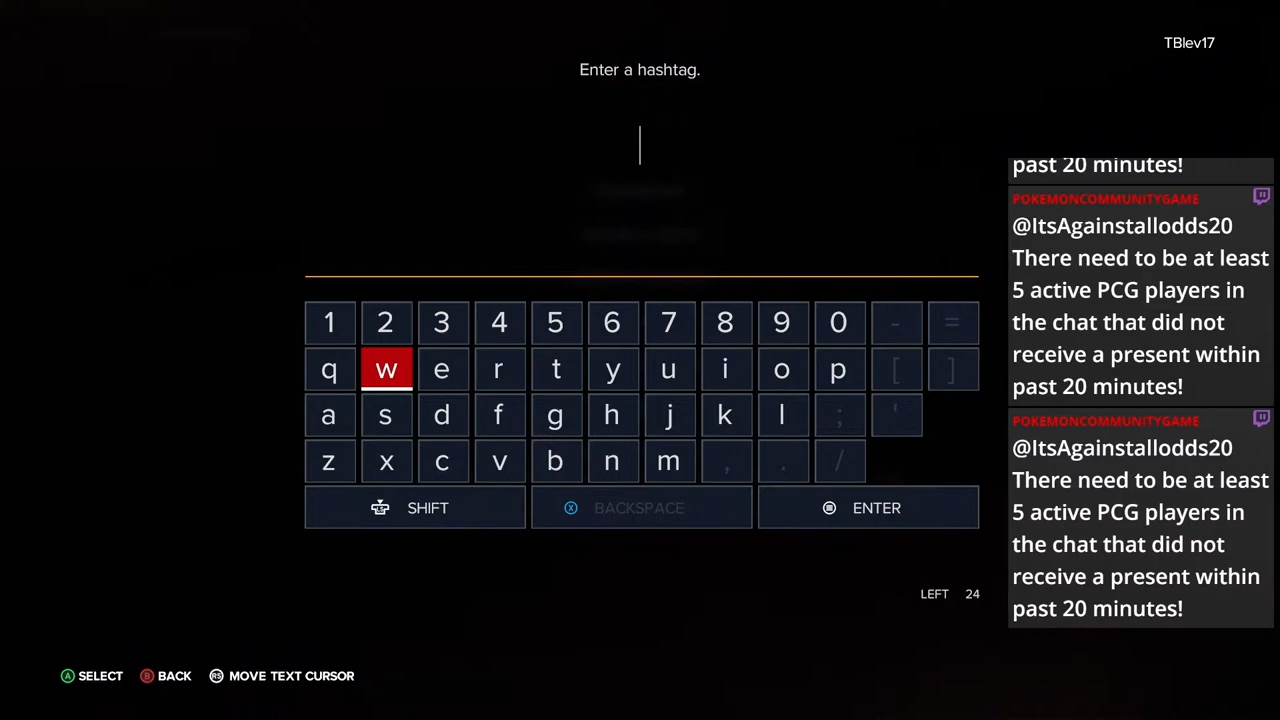 TBlev17
Enter a hashtag.
1 2 3 4 5 6 7 8 9 0 - =
q w e r t y u i o p [ ]
a s d f g h j k l ; '
z x c v b n m , . /
SHIFT X BACKSPACE ENTER
LEFT 24
A SELECT B BACK RS MOVE TEXT CURSOR
past 20 minutes!
POKEMONCOMMUNITYGAME
@ItsAgainstallodds20
There need to be at least
5 active PCG players in
the chat that did not
receive a present within
past 20 minutes!
POKEMONCOMMUNITYGAME
@ItsAgainstallodds20
There need to be at least
5 active PCG players in
the chat that did not
receive a present within
past 20 minutes!